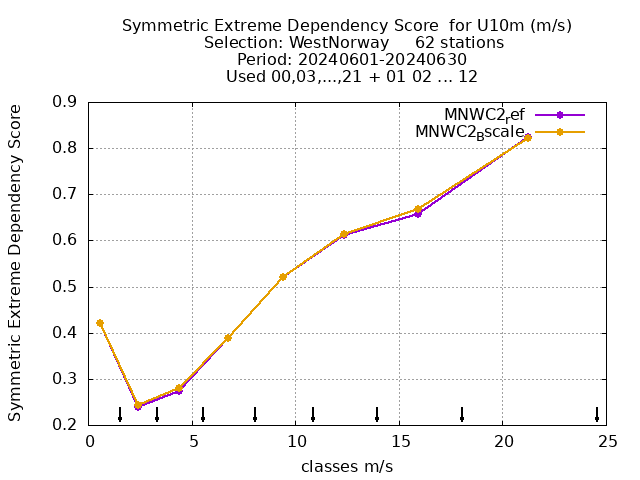 Symmetric Extreme Dependency Score for U10m (m/s)
Selection: WestNorway 62 stations
Period: 20240601-20240630
Used 00,03,...,21 + 01 02 ... 12
Symmetric Extreme Dependency Score
0.9
0.8
0.7
0.6
0.5
0.4
0.3
0.2
MNWC2ref
MNWC2Bscale
0
5
10
15
20
25
classes m/s